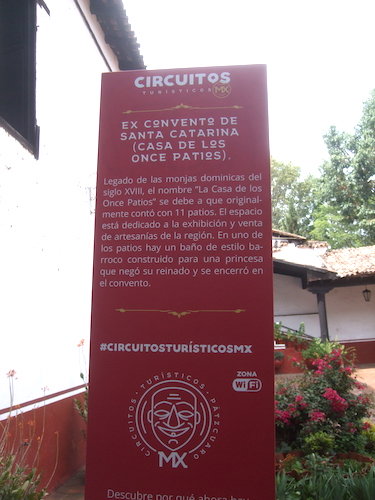 CIRCUITOS
TURÍSTICOS MX
EX CONVENTO DE
SANTA CATARINA
(CASA DE LOS
ONCE PATIOS).
Legado de las monjas dominicas del
siglo XVIII, el nombre “La Casa de los
Once Patios” se debe a que original-
mente contó con 11 patios. El espacio
está dedicado a la exhibición y venta
de artesanías de la región. En uno de
los patios hay un baño de estilo ba-
rroco construido para una princesa
que negó su reinado y se encerró en
el convento.
#CIRCUITOSTURÍSTICOSMX
ZONA
WiFi
CIRCUITOS · TURÍSTICOS · PÁTZCUARO
MX
Descubre por qué ahora hay